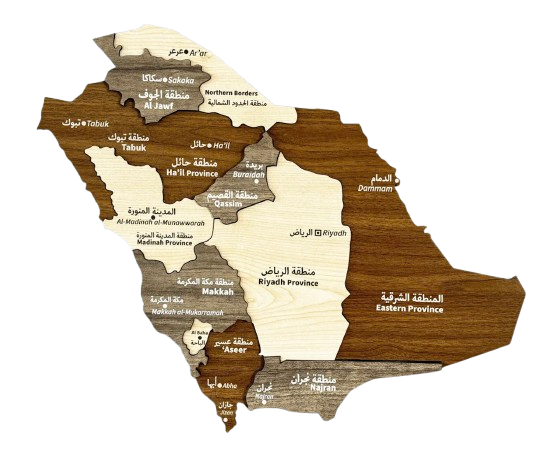 عرعر Ar'ar
سكاكا Sakaka
منطقة الجوف
Al Jawf
Northern Borders
منطقة الحدود الشمالية
تبوك Tabuk
منطقة تبوك
Tabuk
حائل Ha'il
منطقة حائل
Ha'il Province
بريدة
Buraidah
منطقة القصيم
Qassim
الدمام
Dammam
المدينة المنورة
Al-Madinah al-Munawwarah
منطقة المدينة المنورة
Madinah Province
الرياض Riyadh
منطقة الرياض
Riyadh Province
منطقة مكة المكرمة
Makkah
مكة المكرمة
Makkah al-Mukarramah
المنطقة الشرقية
Eastern Province
Al Baha
الباحة
منطقة عسير
'Aseer
أبها Abha
جازان
Jizan
نجران
Najran
منطقة نجران
Najran